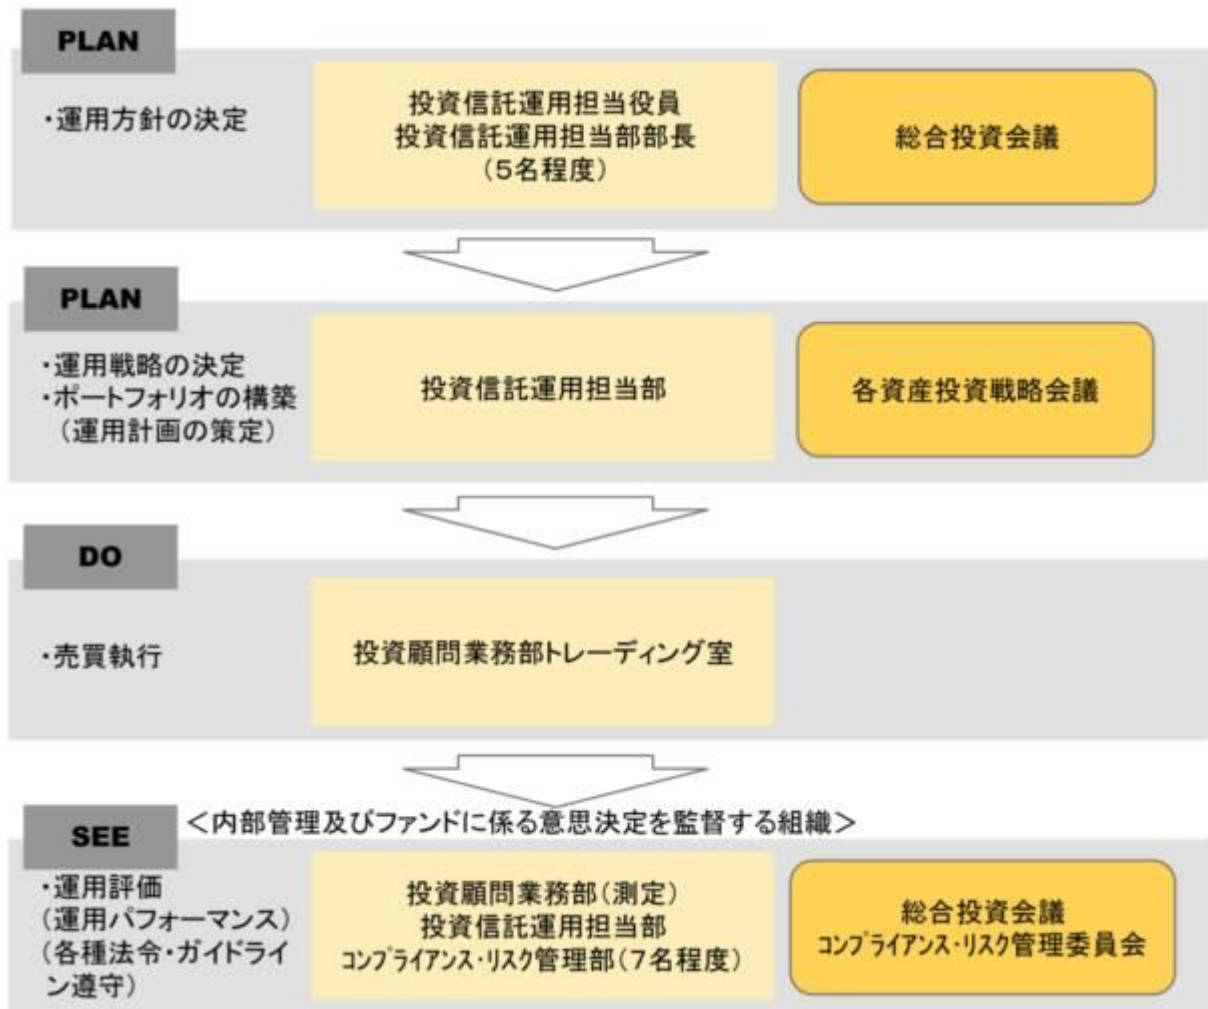 PLAN
・運用方針の決定
投資信託運用担当役員
投資信託運用担当部部長
（5名程度）
総合投資会議
PLAN
・運用戦略の決定
・ポートフォリオの構築
（運用計画の策定）
投資信託運用担当部
各資産投資戦略会議
DO
・売買執行
投資顧問業務部トレーディング室
SEE
＜内部管理及びファンドに係る意思決定を監督する組織＞
・運用評価
(運用パフォーマンス)
(各種法令・ガイドライ
ン遵守)
投資顧問業務部(測定)
投資信託運用担当部
ｺﾝﾌﾟﾗｲｱﾝｽ・ﾘｽｸ管理部(7名程度)
総合投資会議
ｺﾝﾌﾟﾗｲｱﾝｽ・ﾘｽｸ管理委員会